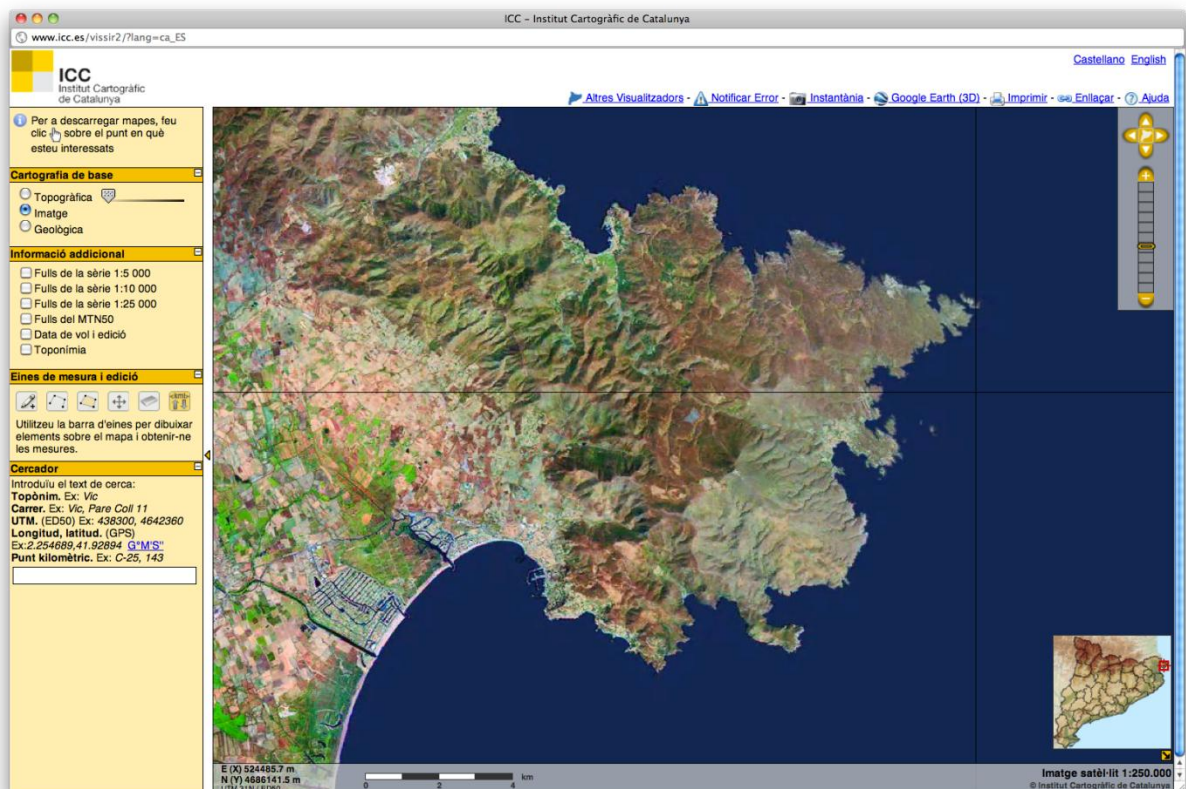 ICC – Institut Cartogràfic de Catalunya
www.icc.es/vissir2/?lang=ca_ES
ICC
Institut Cartogràfic
de Catalunya
Castellano English
Altres Visualitzadors - Notificar Error - Instantània - Google Earth (3D) - Imprimir - Enllaçar - Ajuda
Per a descarregar mapes, feu
clic sobre el punt en què
esteu interessats
Cartografia de base
Topogràfica
Imatge
Geològica
Informació addicional
Fulls de la sèrie 1:5 000
Fulls de la sèrie 1:10 000
Fulls de la sèrie 1:25 000
Fulls del MTN50
Data de vol i edició
Toponímia
Eines de mesura i edició
<kml>
Utilitzeu la barra d'eines per dibuixar
elements sobre el mapa i obtenir-ne
les mesures.
Cercador
Introduïu el text de cerca:
Topònim. Ex: Vic
Carrer. Ex: Vic, Pare Coll 11
UTM. (ED50) Ex: 438300, 4642360
Longitud, latitud. (GPS)
Ex:2.254689,41.92894 G°M'S''
Punt kilomètric. Ex: C-25, 143
E (X) 524485.7 m
N (Y) 4686141.5 m
UTM 31N / ED50
0 2 4 km
Imatge satèl·lit 1:250.000
© Institut Cartogràfic de Catalunya